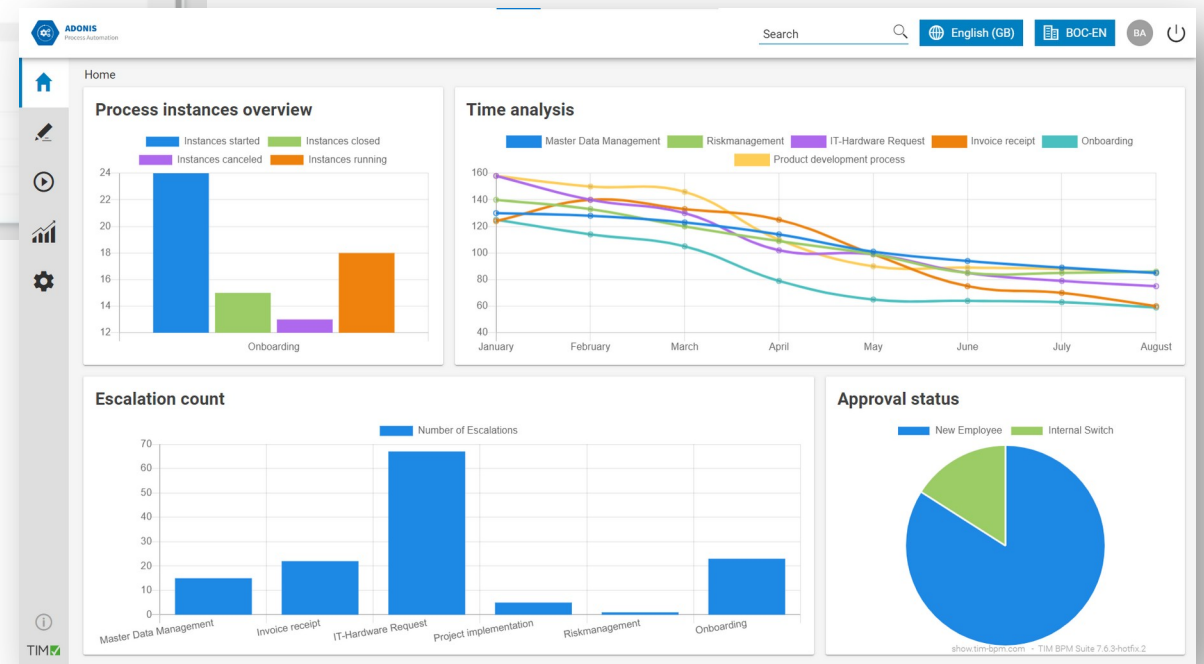 ADONIS
Process Automation
Search
English (GB)
BOC-EN
BA
Home
Process instances overview
Instances started Instances closed
Instances canceled Instances running
24
22
20
18
16
14
12
Onboarding
Time analysis
Master Data Management Riskmanagement IT-Hardware Request Invoice receipt Onboarding
Product development process
160
140
120
100
80
60
40
January February March April May June July August
Escalation count
Number of Escalations
70
60
50
40
30
20
10
0
Master Data Management Invoice receipt IT-Hardware Request Project implementation Riskmanagement Onboarding
Approval status
New Employee Internal Switch
show.tim-bpm.com - TIM BPM Suite 7.6.3-hotfix.2
TIM